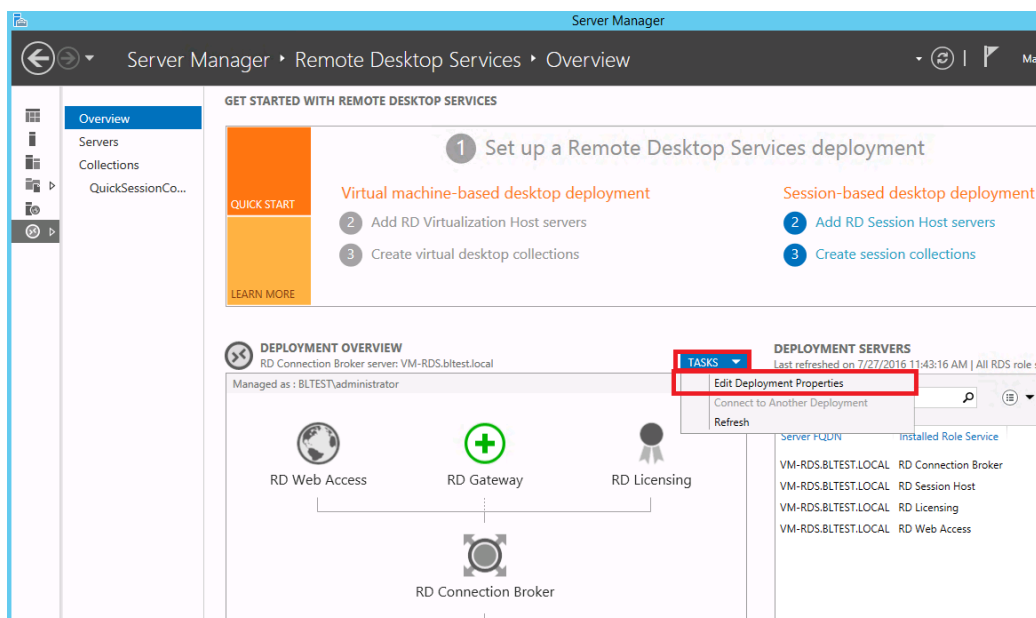 Server Manager
Server Manager ‣ Remote Desktop Services ‣ Overview
Ma
Overview
Servers
Collections
QuickSessionCo...
GET STARTED WITH REMOTE DESKTOP SERVICES
1 Set up a Remote Desktop Services deployment
QUICK START
LEARN MORE
Virtual machine-based desktop deployment
2 Add RD Virtualization Host servers
3 Create virtual desktop collections
Session-based desktop deployment
2 Add RD Session Host servers
3 Create session collections
DEPLOYMENT OVERVIEW
RD Connection Broker server: VM-RDS.bltest.local
Managed as : BLTEST\administrator
TASKS
Edit Deployment Properties
Connect to Another Deployment
Refresh
RD Web Access
RD Gateway
RD Licensing
RD Connection Broker
DEPLOYMENT SERVERS
Last refreshed on 7/27/2016 11:43:16 AM | All RDS role s
Server FQDN Installed Role Service
VM-RDS.BLTEST.LOCAL RD Connection Broker
VM-RDS.BLTEST.LOCAL RD Session Host
VM-RDS.BLTEST.LOCAL RD Licensing
VM-RDS.BLTEST.LOCAL RD Web Access